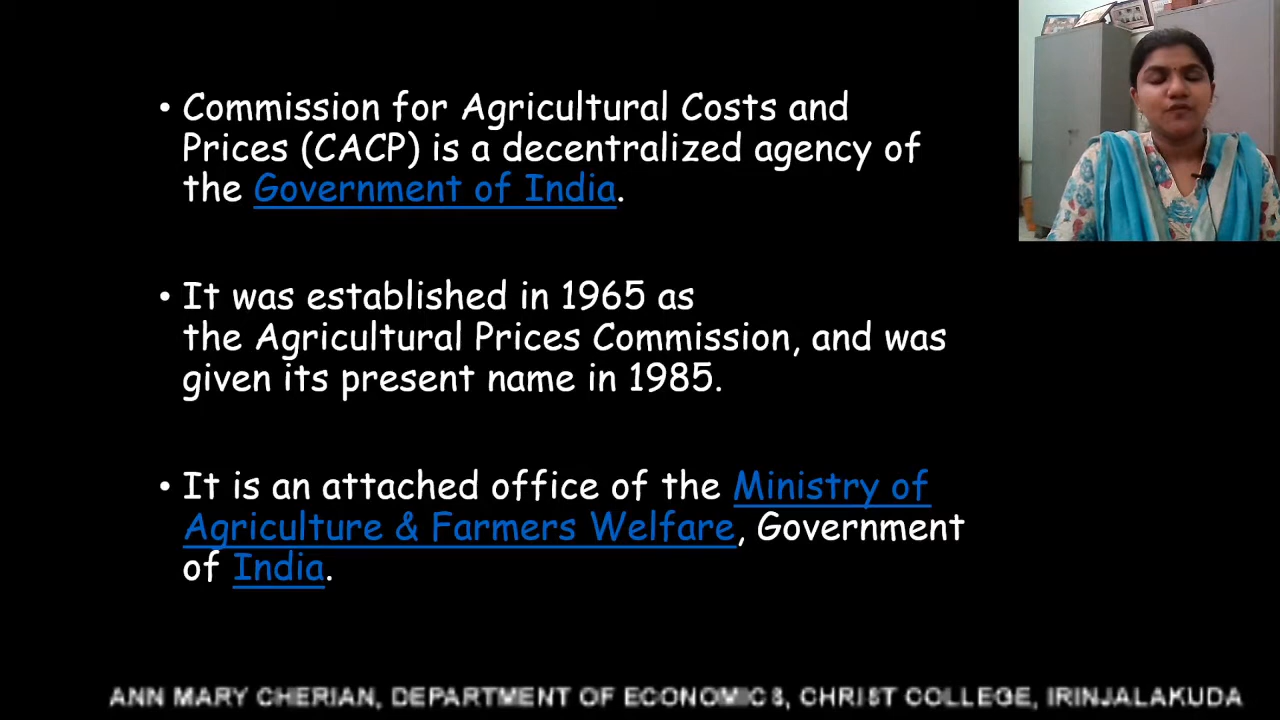 • Commission for Agricultural Costs and
Prices (CACP) is a decentralized agency of
the Government of India.
• It was established in 1965 as
the Agricultural Prices Commission, and was
given its present name in 1985.
• It is an attached office of the Ministry of
Agriculture & Farmers Welfare, Government
of India.
ANN MARY CHERIAN, DEPARTMENT OF ECONOMICS, CHRIST COLLEGE, IRINJALAKUDA